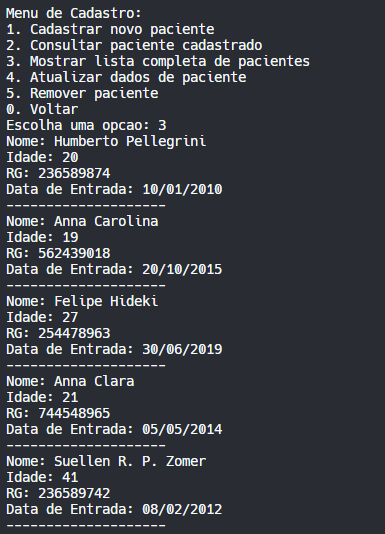 Menu de Cadastro:
1. Cadastrar novo paciente
2. Consultar paciente cadastrado
3. Mostrar lista completa de pacientes
4. Atualizar dados de paciente
5. Remover paciente
0. Voltar
Escolha uma opcao: 3
Nome: Humberto Pellegrini
Idade: 20
RG: 236589874
Data de Entrada: 10/01/2010
--------------------
Nome: Anna Carolina
Idade: 19
RG: 562439018
Data de Entrada: 20/10/2015
--------------------
Nome: Felipe Hideki
Idade: 27
RG: 254478963
Data de Entrada: 30/06/2019
--------------------
Nome: Anna Clara
Idade: 21
RG: 744548965
Data de Entrada: 05/05/2014
--------------------
Nome: Suellen R. P. Zomer
Idade: 41
RG: 236589742
Data de Entrada: 08/02/2012
--------------------